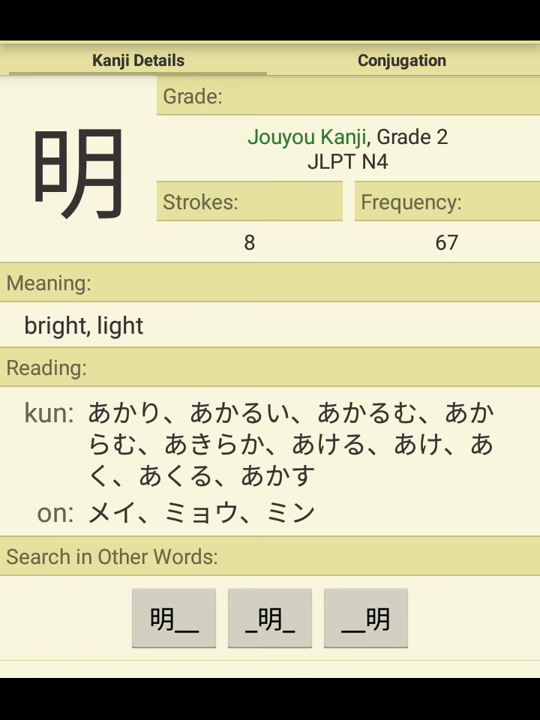 Kanji Details
Conjugation
明
Grade:
Jouyou Kanji, Grade 2
JLPT N4
Strokes:
Frequency:
8
67
Meaning:
bright, light
Reading:
kun: あかり、あかるい、あかるむ、あか
らむ、あきらか、あける、あけ、あ
く、あくる、あかす
on: メイ、ミョウ、ミン
Search in Other Words:
明__
_明_
__明